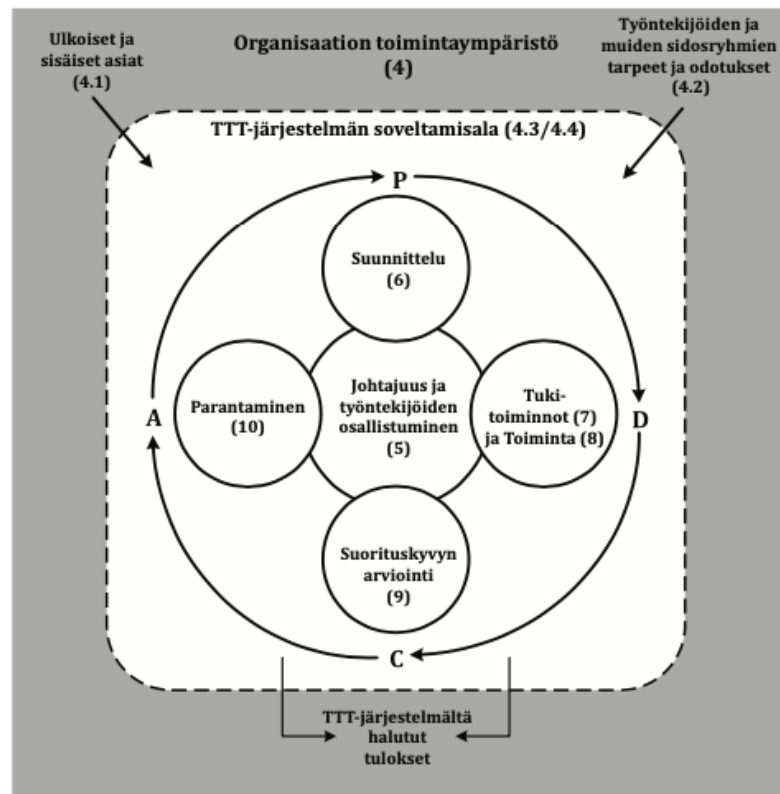 Ulkoiset ja
sisäiset asiat
(4.1)
Organisaation toimintaympäristö
(4)
Työntekijöiden ja
muiden sidosryhmien
tarpeet ja odotukset
(4.2)
TTT-järjestelmän soveltamisala (4.3/4.4)
P
Suunnittelu
(6)
A
Parantaminen
(10)
Johtajuus ja
työntekijöiden
osallistuminen
(5)
Tuki-
toiminnot (7)
ja Toiminta (8)
D
Suorituskyvyn
arviointi
(9)
C
TTT-järjestelmältä
halutut
tulokset